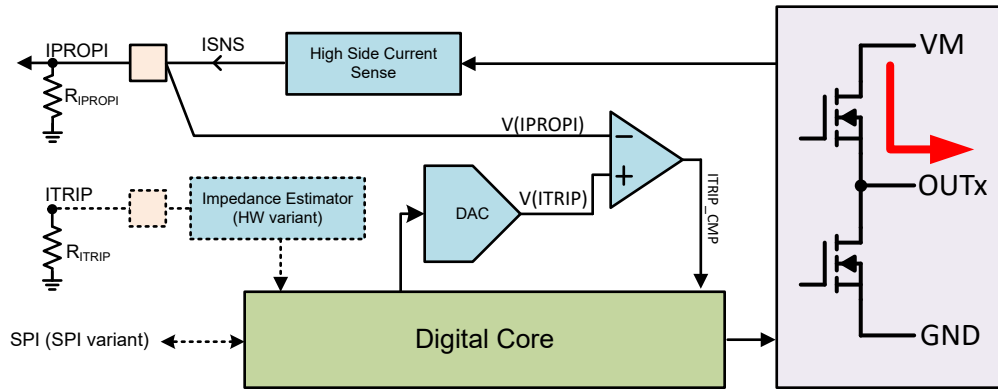 IPROPI
ISNS
High Side Current
Sense
VM
RIPROPI
V(IPROPI)
−
+
OUTx
ITRIP
Impedance Estimator
(HW variant)
DAC
V(ITRIP)
ITRIP_CMP
RITRIP
SPI (SPI variant)
Digital Core
GND